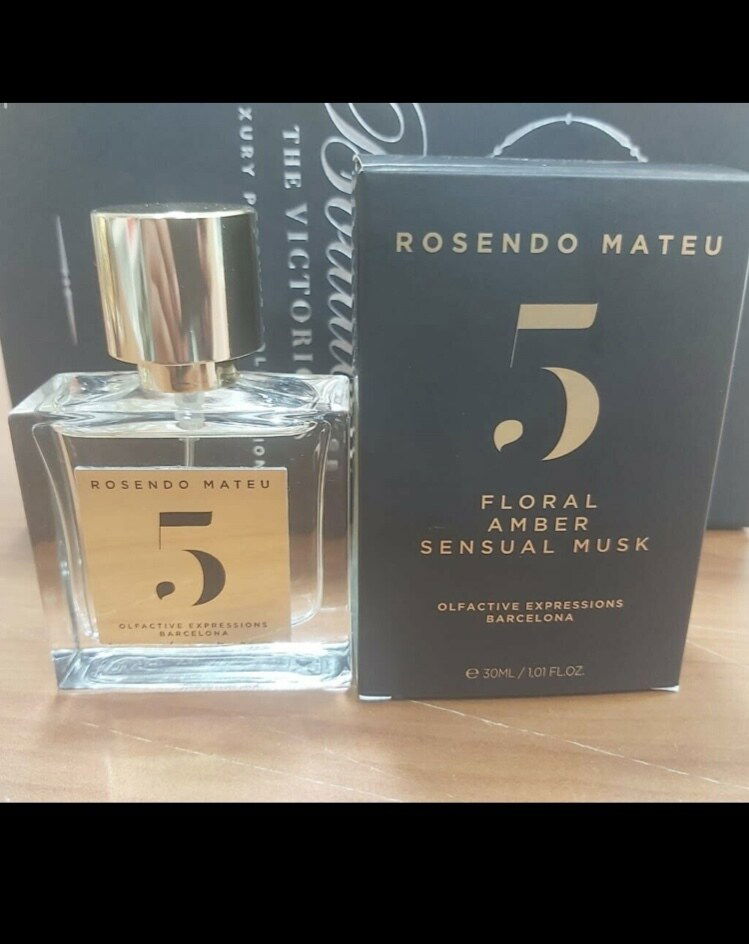 ROSENDO MATEU
5
OLFACTIVE EXPRESSIONS
BARCELONA
ROSENDO MATEU
5
FLORAL
AMBER
SENSUAL MUSK
OLFACTIVE EXPRESSIONS
BARCELONA
e 30ML / 1.01 FL.OZ.
THE VICTORI